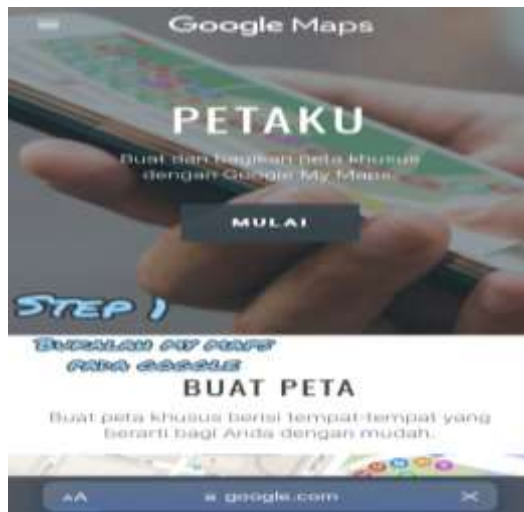 Google Maps
PETAKU
Buat dan bagikan peta khusus
dengan Google My Maps.
MULAI
STEP 1
BUKALAH MY MAPS
PADA GOOGLE
BUAT PETA
Buat peta khusus berisi tempat-tempat yang
berarti bagi Anda dengan mudah.
AA
google.com